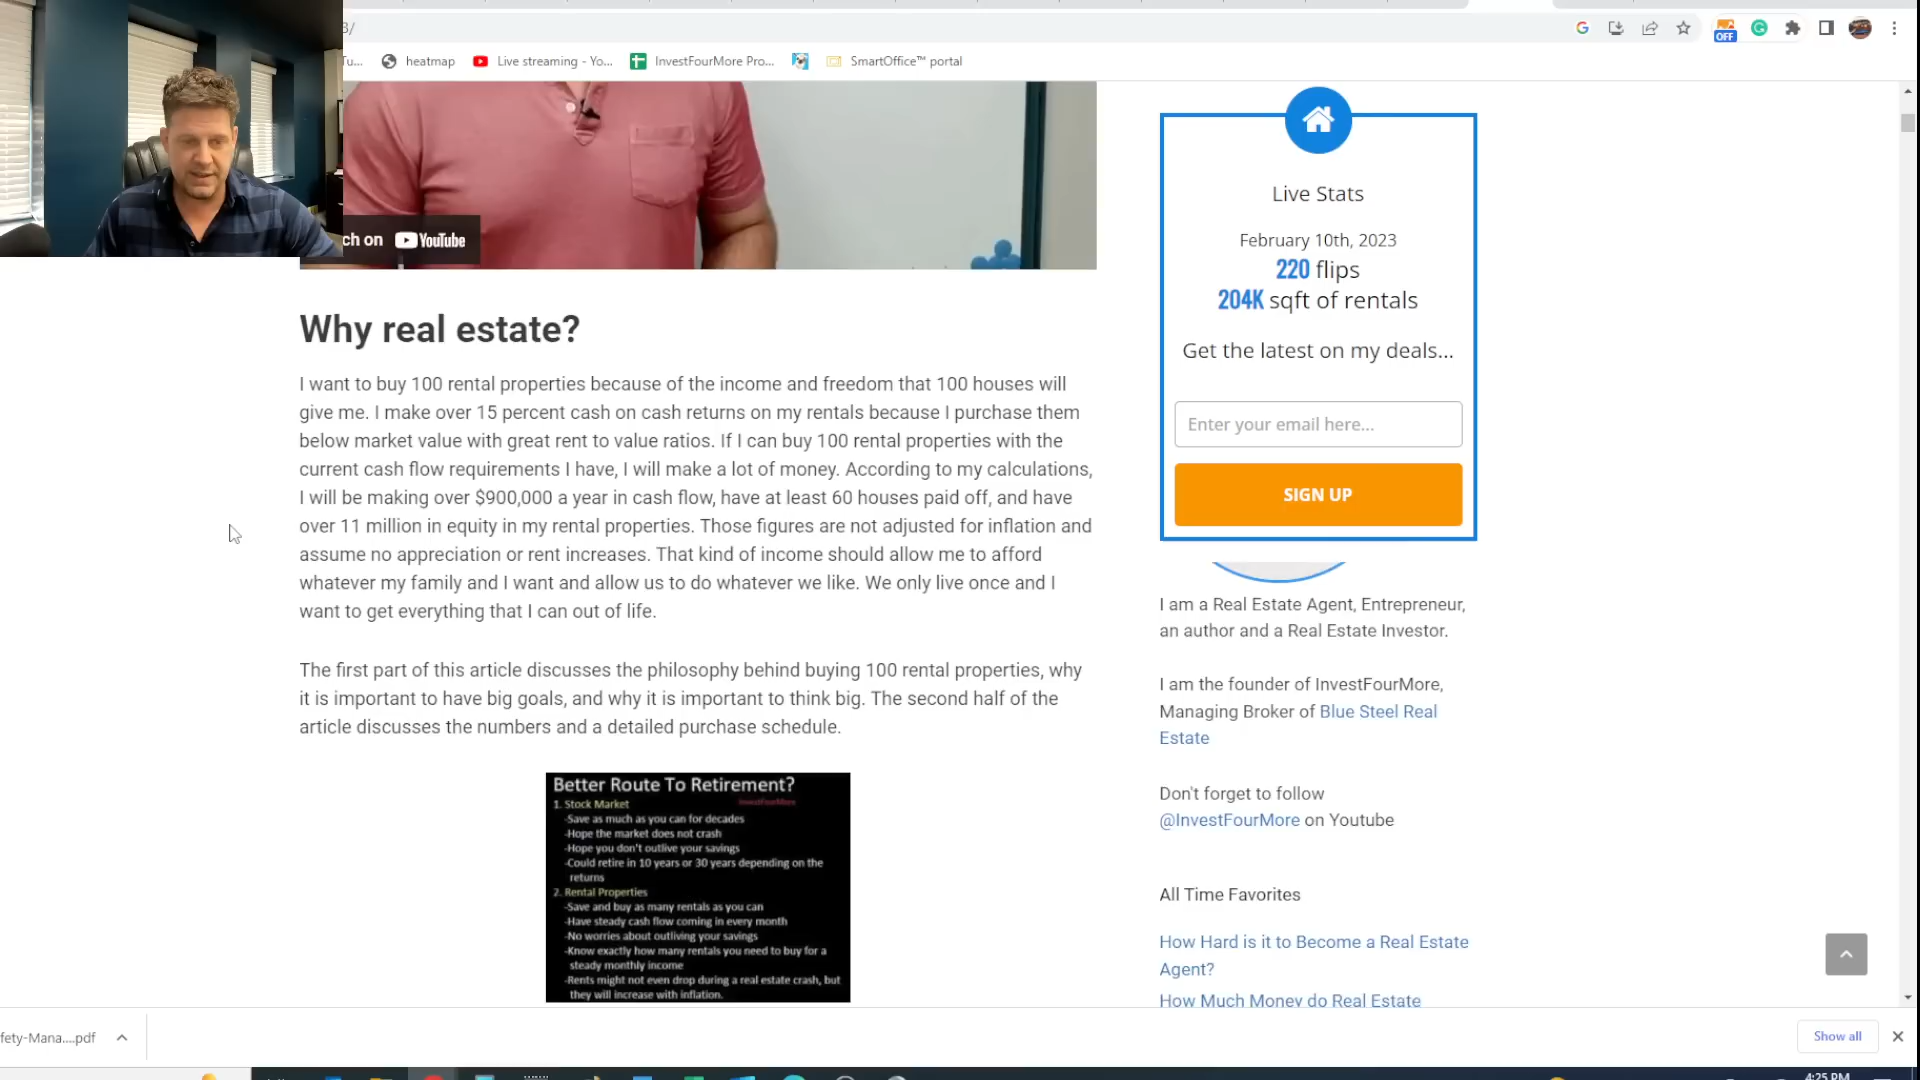 3/
OFF
Tu...
heatmap
Live streaming - Yo...
InvestFourMore Pro...
SmartOffice™ portal
ch on YouTube
Live Stats
February 10th, 2023
220 flips
204K sqft of rentals
Get the latest on my deals...
Enter your email here...
SIGN UP
Why real estate?
I want to buy 100 rental properties because of the income and freedom that 100 houses will
give me. I make over 15 percent cash on cash returns on my rentals because I purchase them
below market value with great rent to value ratios. If I can buy 100 rental properties with the
current cash flow requirements I have, I will make a lot of money. According to my calculations,
I will be making over $900,000 a year in cash flow, have at least 60 houses paid off, and have
over 11 million in equity in my rental properties. Those figures are not adjusted for inflation and
assume no appreciation or rent increases. That kind of income should allow me to afford
whatever my family and I want and allow us to do whatever we like. We only live once and I
want to get everything that I can out of life.
The first part of this article discusses the philosophy behind buying 100 rental properties, why
it is important to have big goals, and why it is important to think big. The second half of the
article discusses the numbers and a detailed purchase schedule.
Better Route To Retirement?
InvestFourMore
1. Stock Market
-Save as much as you can for decades
-Hope the market does not crash
-Hope you don't outlive your savings
-Could retire in 10 years or 30 years depending on the
returns
2. Rental Properties
-Save and buy as many rentals as you can
-Have steady cash flow coming in every month
-No worries about outliving your savings
-Know exactly how many rentals you need to buy for a
steady monthly income
-Rents might not even drop during a real estate crash, but
they will increase with inflation.
I am a Real Estate Agent, Entrepreneur,
an author and a Real Estate Investor.
I am the founder of InvestFourMore,
Managing Broker of Blue Steel Real
Estate
Don't forget to follow
@InvestFourMore on Youtube
All Time Favorites
How Hard is it to Become a Real Estate
Agent?
How Much Money do Real Estate
fety-Mana....pdf
Show all
4:25 PM